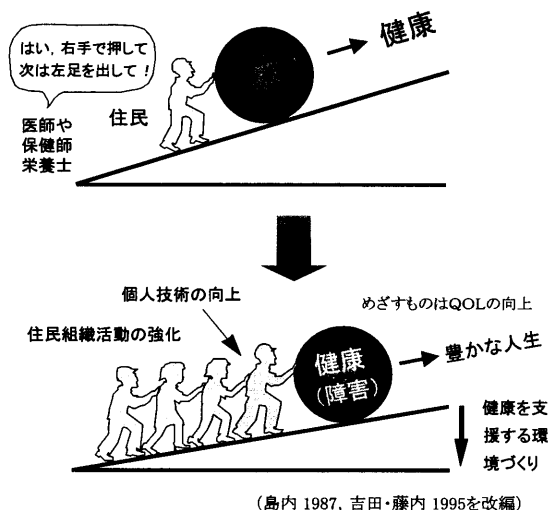 はい，右手で押して
次は左足を出して！
健康
住民
医師や
保健師
栄養士
個人技術の向上
めざすものはQOLの向上
住民組織活動の強化
健康
（障害）
豊かな人生
健康を支
援する環
境づくり
（島内 1987，吉田・藤内 1995を改編）